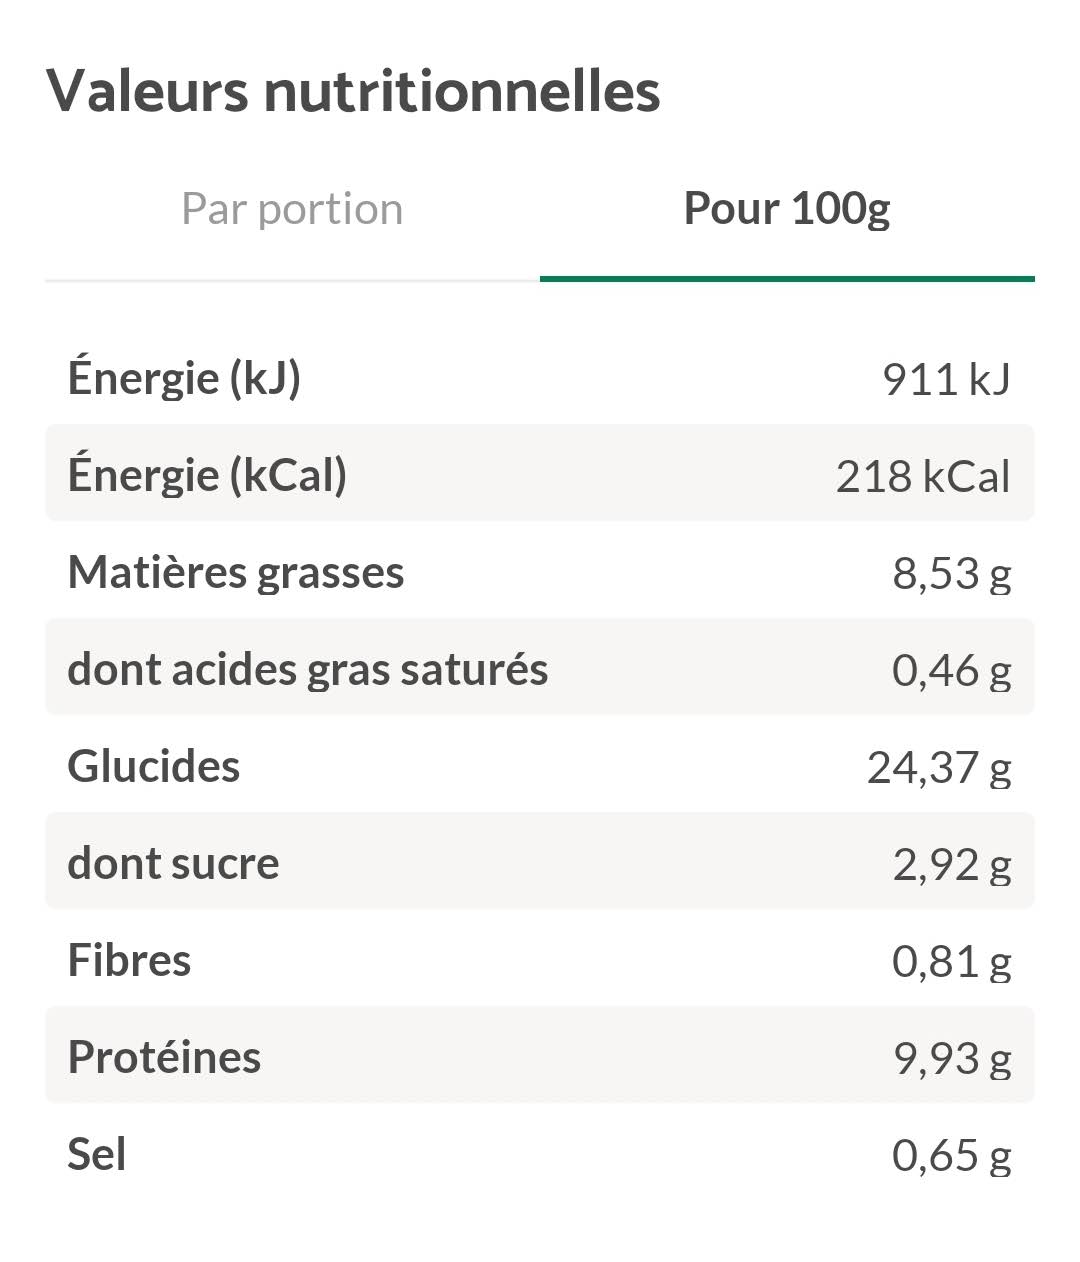 Valeurs nutritionnelles
Par portion Pour 100g
Énergie (kJ) 911 kJ
Énergie (kCal) 218 kCal
Matières grasses 8,53 g
dont acides gras saturés 0,46 g
Glucides 24,37 g
dont sucre 2,92 g
Fibres 0,81 g
Protéines 9,93 g
Sel 0,65 g